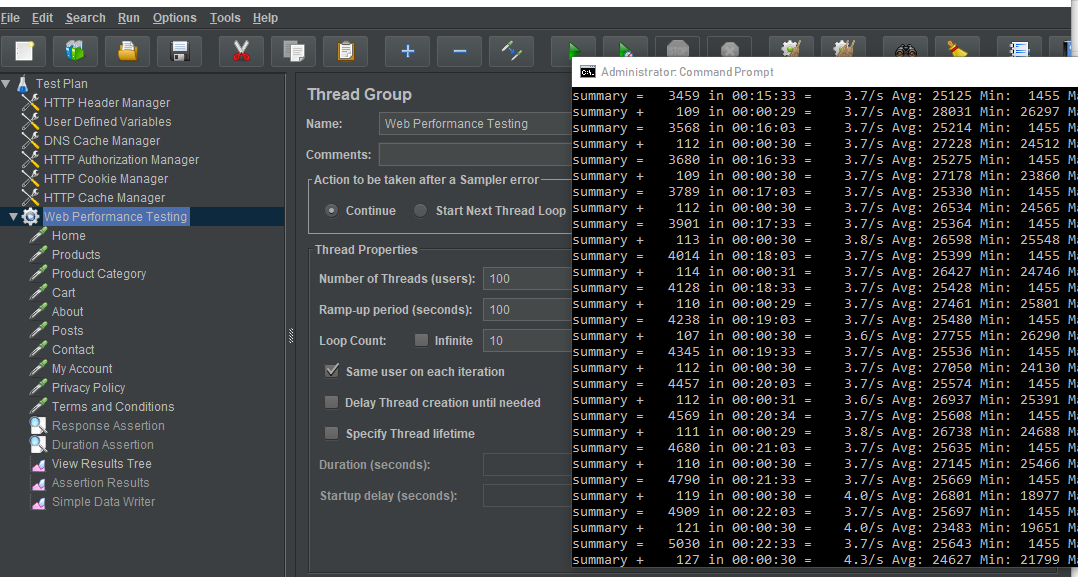 File Edit Search Run Options Tools Help
Administrator: Command Prompt
Test Plan
HTTP Header Manager
User Defined Variables
DNS Cache Manager
HTTP Authorization Manager
HTTP Cookie Manager
HTTP Cache Manager
Web Performance Testing
Home
Products
Product Category
Cart
About
Posts
Contact
My Account
Privacy Policy
Terms and Conditions
Response Assertion
Duration Assertion
View Results Tree
Assertion Results
Simple Data Writer
Thread Group
Name: Web Performance Testing
Comments:
Action to be taken after a Sampler error
Continue Start Next Thread Loop
Thread Properties
Number of Threads (users): 100
Ramp-up period (seconds): 100
Loop Count: Infinite 10
Same user on each iteration
Delay Thread creation until needed
Specify Thread lifetime
Duration (seconds):
Startup delay (seconds):
summary = 3459 in 00:15:33 = 3.7/s Avg: 25125 Min: 1455 Ma
summary + 109 in 00:00:29 = 3.7/s Avg: 28031 Min: 26297 Ma
summary = 3568 in 00:16:03 = 3.7/s Avg: 25214 Min: 1455 Ma
summary + 112 in 00:00:30 = 3.7/s Avg: 27228 Min: 24512 Ma
summary = 3680 in 00:16:33 = 3.7/s Avg: 25275 Min: 1455 Ma
summary + 109 in 00:00:30 = 3.7/s Avg: 27178 Min: 23860 Ma
summary = 3789 in 00:17:03 = 3.7/s Avg: 25330 Min: 1455 Ma
summary + 112 in 00:00:30 = 3.7/s Avg: 26534 Min: 24565 Ma
summary = 3901 in 00:17:33 = 3.7/s Avg: 25364 Min: 1455 Ma
summary + 113 in 00:00:30 = 3.8/s Avg: 26598 Min: 25548 Ma
summary = 4014 in 00:18:03 = 3.7/s Avg: 25399 Min: 1455 Ma
summary + 114 in 00:00:31 = 3.7/s Avg: 26427 Min: 24746 Ma
summary = 4128 in 00:18:33 = 3.7/s Avg: 25428 Min: 1455 Ma
summary + 110 in 00:00:29 = 3.7/s Avg: 27461 Min: 25801 Ma
summary = 4238 in 00:19:03 = 3.7/s Avg: 25480 Min: 1455 Ma
summary + 107 in 00:00:30 = 3.6/s Avg: 27755 Min: 26290 Ma
summary = 4345 in 00:19:33 = 3.7/s Avg: 25536 Min: 1455 Ma
summary + 112 in 00:00:30 = 3.7/s Avg: 27050 Min: 24130 Ma
summary = 4457 in 00:20:03 = 3.7/s Avg: 25574 Min: 1455 Ma
summary + 112 in 00:00:31 = 3.6/s Avg: 26937 Min: 25391 Ma
summary = 4569 in 00:20:34 = 3.7/s Avg: 25608 Min: 1455 Ma
summary + 111 in 00:00:29 = 3.8/s Avg: 26738 Min: 24688 Ma
summary = 4680 in 00:21:03 = 3.7/s Avg: 25635 Min: 1455 Ma
summary + 110 in 00:00:30 = 3.7/s Avg: 27145 Min: 25466 Ma
summary = 4790 in 00:21:33 = 3.7/s Avg: 25669 Min: 1455 Ma
summary + 119 in 00:00:30 = 4.0/s Avg: 26801 Min: 18977 Ma
summary = 4909 in 00:22:03 = 3.7/s Avg: 25697 Min: 1455 Ma
summary + 121 in 00:00:30 = 4.0/s Avg: 23483 Min: 19651 Ma
summary = 5030 in 00:22:33 = 3.7/s Avg: 25643 Min: 1455 Ma
summary + 127 in 00:00:30 = 4.3/s Avg: 24627 Min: 21799 Ma